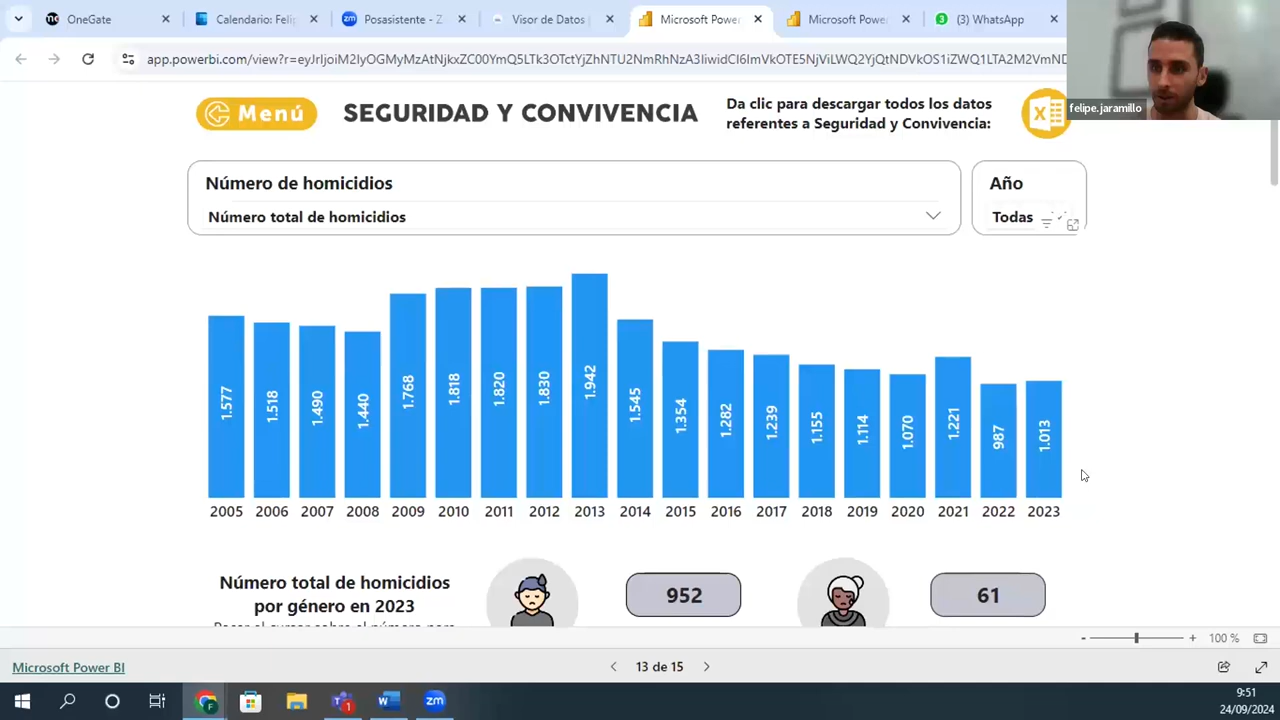 OneGate
Calendario: Felip
Posasistente - Z
Visor de Datos
Microsoft Powe
Microsoft Powe
(3) WhatsApp
felipe.jaramillo
Menú
SEGURIDAD Y CONVIVENCIA
Da clic para descargar todos los datos
referentes a Seguridad y Convivencia:
Número de homicidios
Número total de homicidios
Año
Todas
1.577
1.518
1.490
1.440
1.768
1.818
1.820
1.830
1.942
1.545
1.354
1.282
1.239
1.155
1.114
1.070
1.221
987
1.013
2005 2006 2007 2008 2009 2010 2011 2012 2013 2014 2015 2016 2017 2018 2019 2020 2021 2022 2023
Número total de homicidios
por género en 2023
952
61
- + 100 %
Microsoft Power BI
13 de 15
9:51
24/09/2024